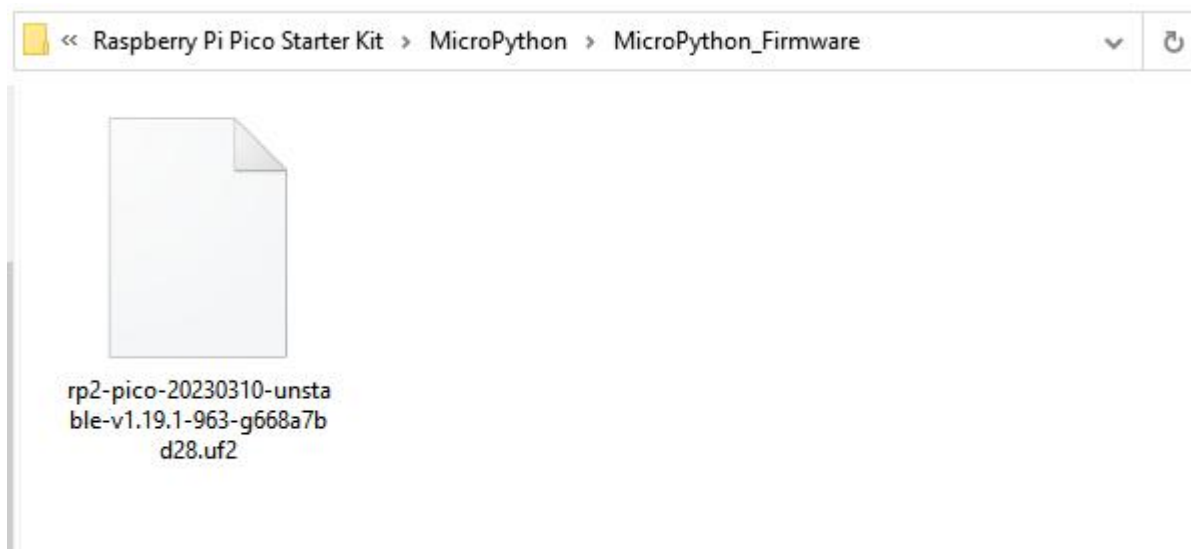 « Raspberry Pi Pico Starter Kit > MicroPython > MicroPython_Firmware
rp2-pico-20230310-unsta
ble-v1.19.1-963-g668a7b
d28.uf2